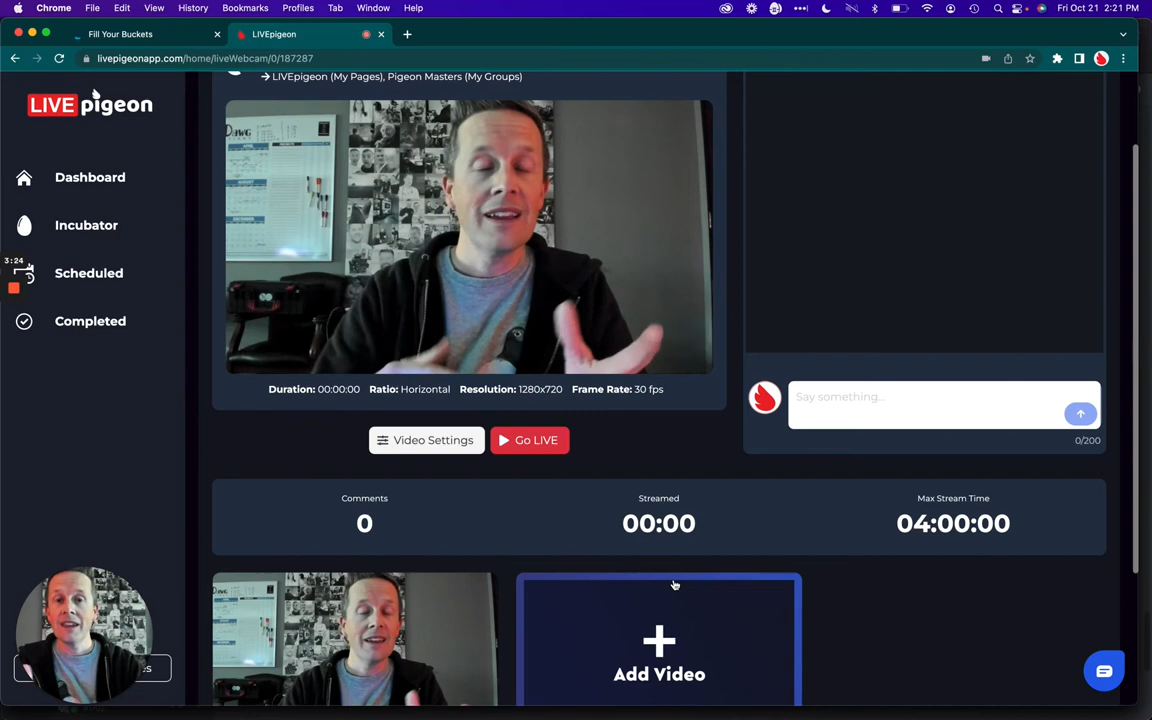 Chrome File Edit View History Bookmarks Profiles Tab Window Help Fri Oct 21 2:21 PM
Fill Your Buckets LIVEpigeon
livepigeonapp.com/home/liveWebcam/0/187287
LIVEpigeon
Dashboard
Incubator
Scheduled
Completed
3:24
LIVEpigeon (My Pages), Pigeon Masters (My Groups)
DAWG
Duration: 00:00:00 Ratio: Horizontal Resolution: 1280x720 Frame Rate: 30 fps
Say something...
0/200
Video Settings Go LIVE
Comments
0
Streamed
00:00
Max Stream Time
04:00:00
Add Video